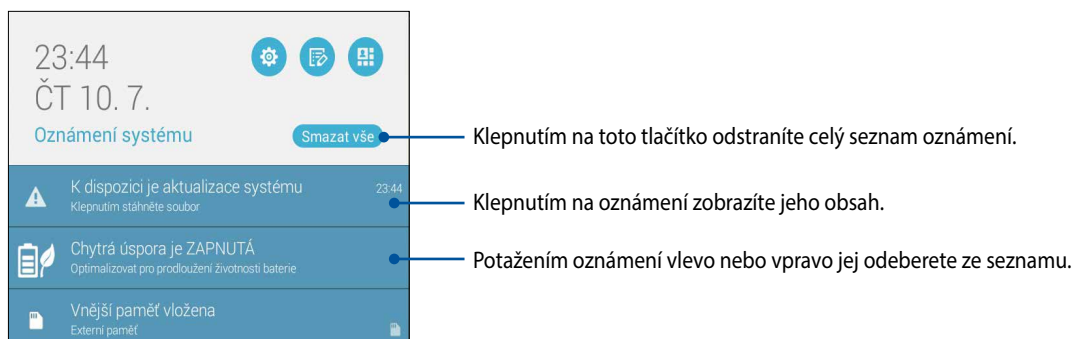 23:44
ČT 10. 7.
Oznámení systému
Smazat vše
Klepnutím na toto tlačítko odstraníte celý seznam oznámení.
K dispozici je aktualizace systému
23:44
Klepnutím stáhněte soubor
Klepnutím na oznámení zobrazíte jeho obsah.
Chytrá úspora je ZAPNUTÁ
Optimalizovat pro prodloužení životnosti baterie
Potažením oznámení vlevo nebo vpravo jej odeberete ze seznamu.
Vnější paměť vložena
Externí paměť